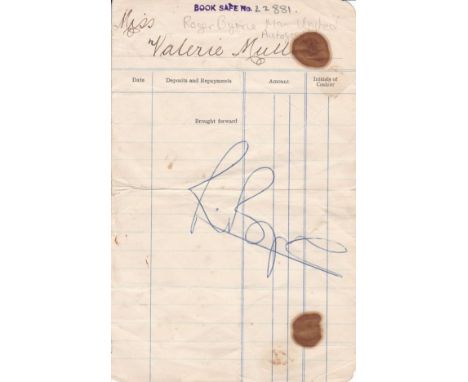 BOOK SAFE No. 22881.
Miss Roger Byrne Man United
Autograph
Valerie Mull
Date Deposits and Repayments Amount Initials of Cashier
Brought forward
R. Byrne